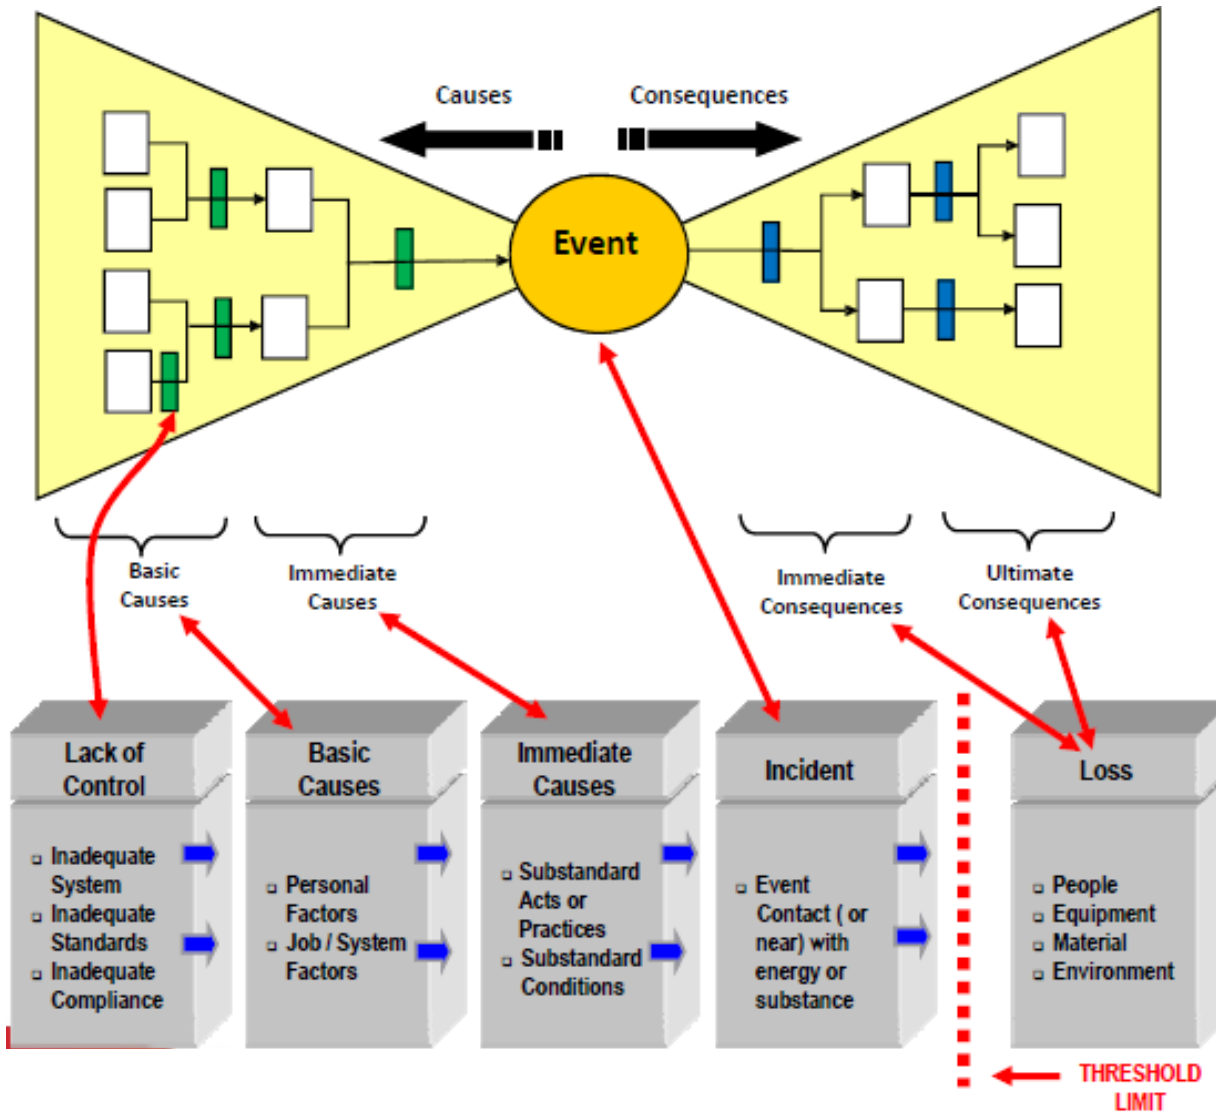 Causes
Consequences
Event
Basic
Causes
Immediate
Causes
Immediate
Consequences
Ultimate
Consequences
Lack of
Control
Inadequate
System
Inadequate
Standards
Inadequate
Compliance
Basic
Causes
Personal
Factors
Job / System
Factors
Immediate
Causes
Substandard
Acts or
Practices
Substandard
Conditions
Incident
Event
Contact ( or
near) with
energy or
substance
Loss
People
Equipment
Material
Environment
THRESHOLD
LIMIT